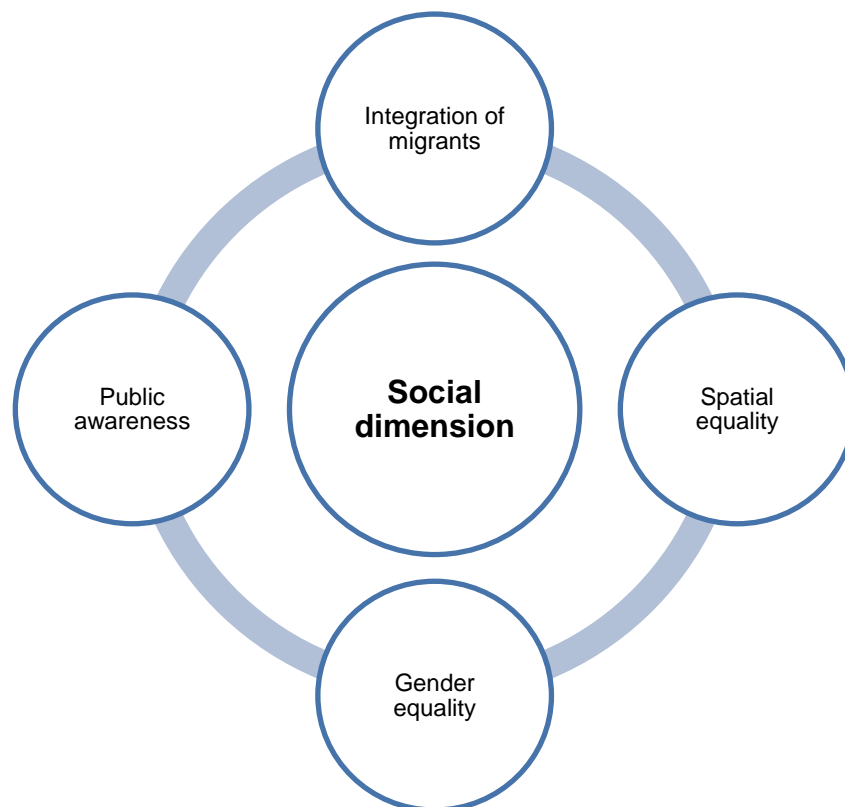 Integration of
migrants
Public
awareness
Social
dimension
Spatial
equality
Gender
equality